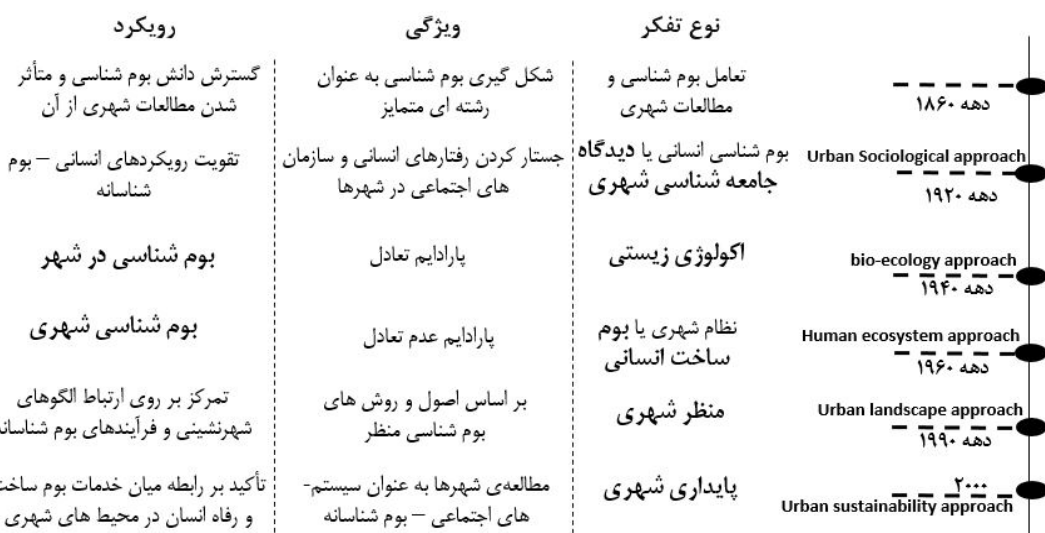 نوع تفکر
ویژگی
رویکرد
دهه ۱۸۶۰
تعامل بوم شناسی و
مطالعات شهری
شکل گیری بوم شناسی به عنوان
رشته ای متمایز
گسترش دانش بوم شناسی و متأثر
شدن مطالعات شهری از آن
Urban Sociological approach
دهه ۱۹۲۰
بوم شناسی انسانی یا دیدگاه
جامعه شناسی شهری
جستار کردن رفتارهای انسانی و سازمان
های اجتماعی در شهرها
تقویت رویکردهای انسانی – بوم
شناسانه
bio-ecology approach
دهه ۱۹۴۰
اکولوژی زیستی
پارادایم تعادل
بوم شناسی در شهر
Human ecosystem approach
دهه ۱۹۶۰
نظام شهری یا بوم
ساخت انسانی
پارادایم عدم تعادل
بوم شناسی شهری
Urban landscape approach
دهه ۱۹۹۰
منظر شهری
بر اساس اصول و روش های
بوم شناسی منظر
تمرکز بر روی ارتباط الگوهای
شهرنشینی و فرآیندهای بوم شناسانه
۲۰۰۰
Urban sustainability approach
پایداری شهری
مطالعه‌ی شهرها به عنوان سیستم-
های اجتماعی – بوم شناسانه
تأکید بر رابطه میان خدمات بوم ساخت
و رفاه انسان در محیط های شهری